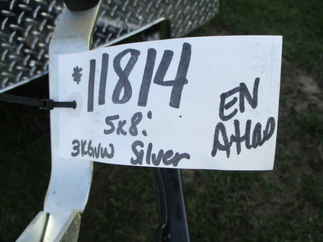 *11814
5x8'
3K GVW Silver
EN
Atlas